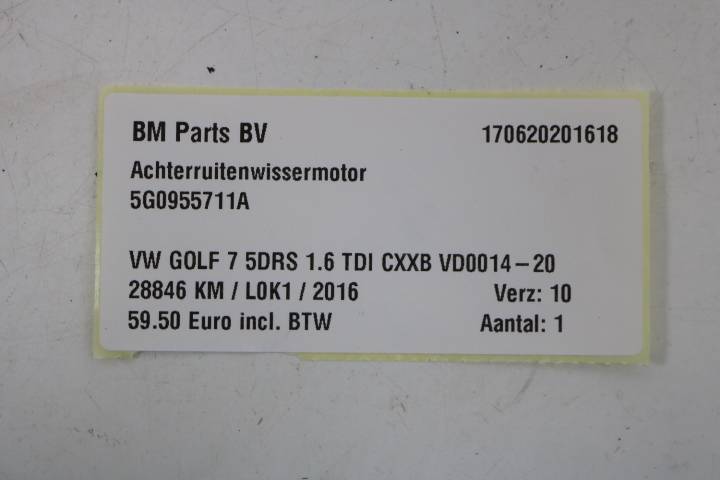 BM Parts BV 170620201618
Achterruitenwissermotor
5G0955711A
VW GOLF 7 5DRS 1.6 TDI CXXB VD0014-20
28846 KM / L0K1 / 2016 Verz: 10
59.50 Euro incl. BTW Aantal: 1